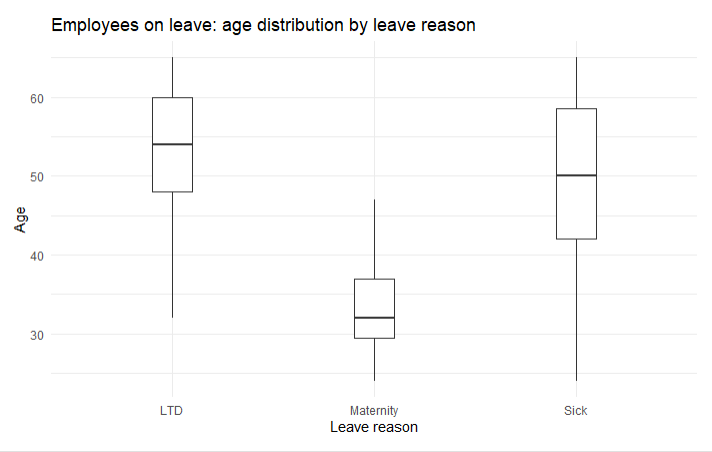 Employees on leave: age distribution by leave reason
60
50
40
30
Age
LTD
Maternity
Sick
Leave reason